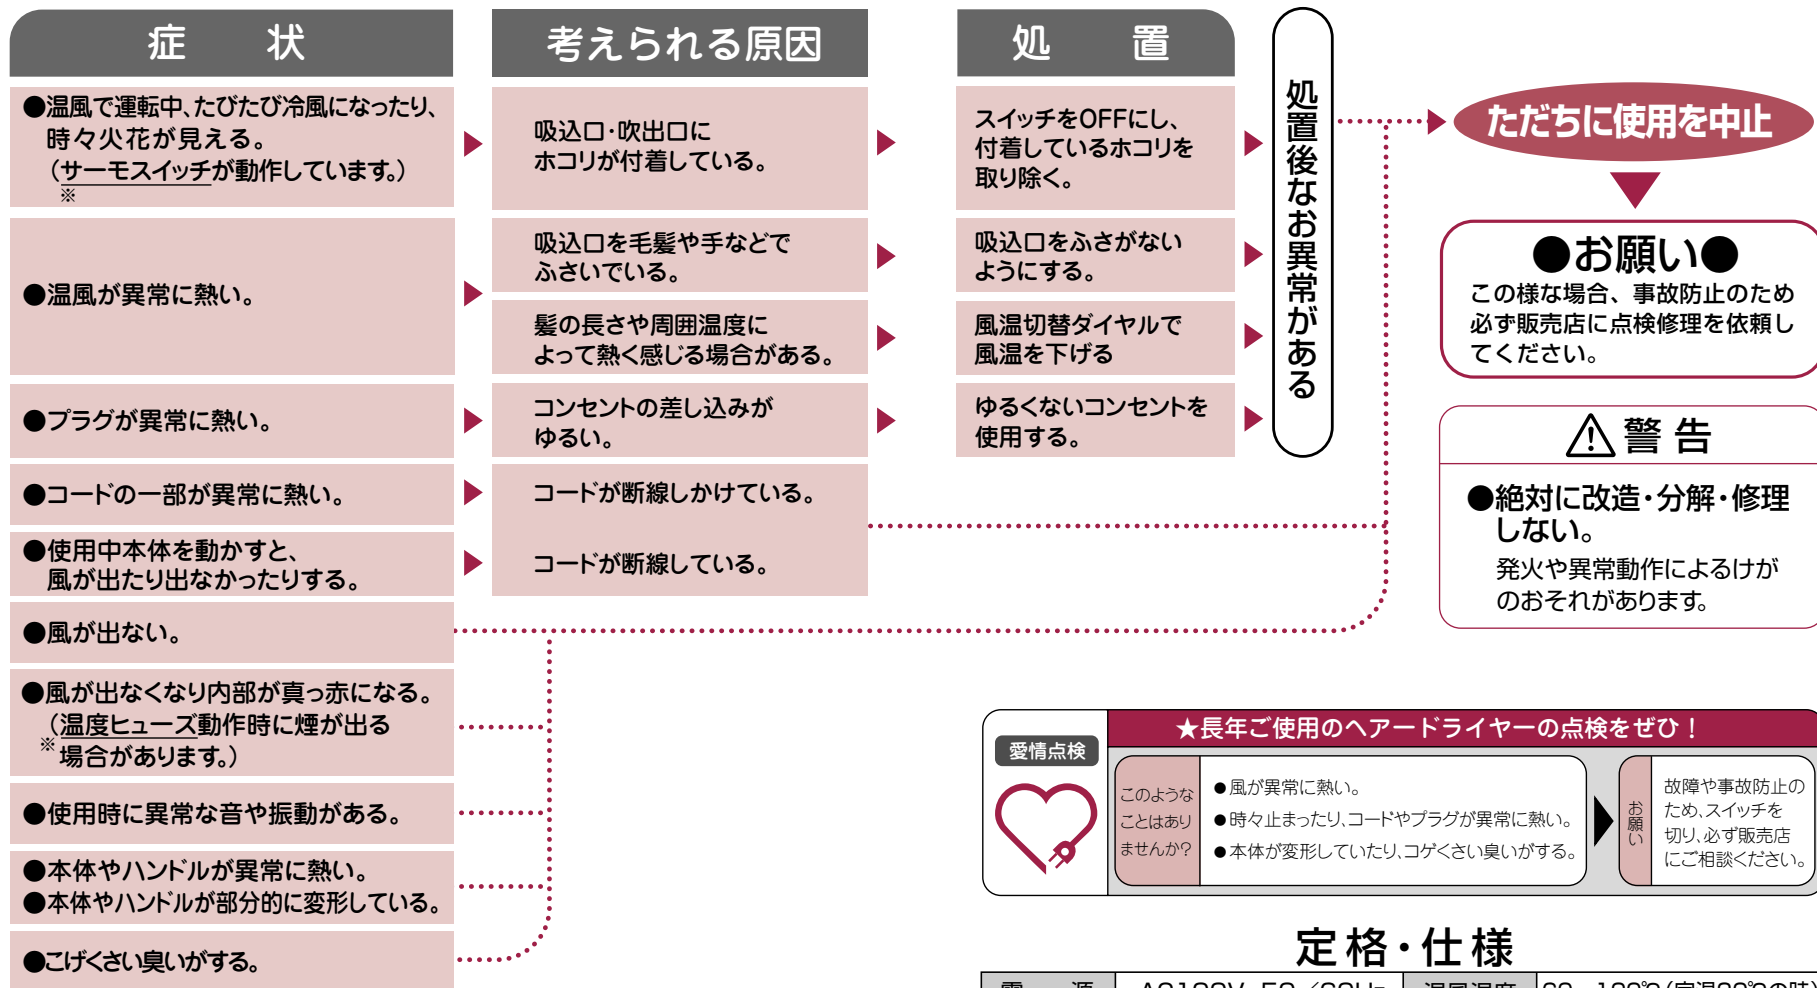 症　状
考えられる原因
処　置
●温風で運転中、たびたび冷風になったり、
時々火花が見える。
（サーモスイッチが動作しています。）
※
吸込口・吹出口に
ホコリが付着している。
スイッチをOFFにし、
付着しているホコリを
取り除く。
●温風が異常に熱い。
吸込口を毛髪や手などで
ふさいでいる。
吸込口をふさがない
ようにする。
髪の長さや周囲温度に
よって熱く感じる場合がある。
風温切替ダイヤルで
風温を下げる
●プラグが異常に熱い。
コンセントの差し込みが
ゆるい。
ゆるくないコンセントを
使用する。
●コードの一部が異常に熱い。
コードが断線しかけている。
●使用中本体を動かすと、
風が出たり出なかったりする。
コードが断線している。
●風が出ない。
●風が出なくなり内部が真っ赤になる。
（温度ヒューズ動作時に煙が出る
※場合があります。）
●使用時に異常な音や振動がある。
●本体やハンドルが異常に熱い。
●本体やハンドルが部分的に変形している。
●こげくさい臭いがする。
処置後なお異常がある
ただちに使用を中止
●お願い●
この様な場合、事故防止のため
必ず販売店に点検修理を依頼し
てください。
警告
●絶対に改造・分解・修理
しない。
発火や異常動作によるけが
のおそれがあります。
愛情点検
★長年ご使用のヘアードライヤーの点検をぜひ！
このような
ことはあり
ませんか？
●風が異常に熱い。
●時々止まったり、コードやプラグが異常に熱い。
●本体が変形していたり、コゲくさい臭いがする。
お願い
故障や事故防止の
ため、スイッチを
切り、必ず販売店
にご相談ください。
定格・仕様